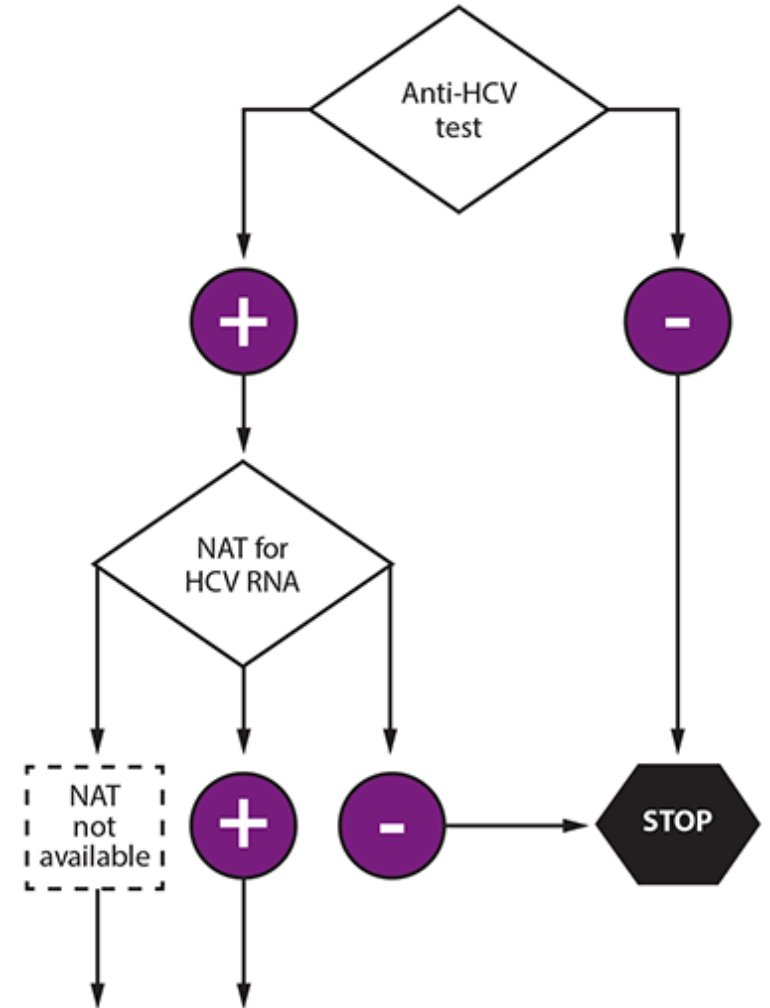 Anti-HCV
test
+
-
NAT for
HCV RNA
NAT
not
available
+
-
STOP